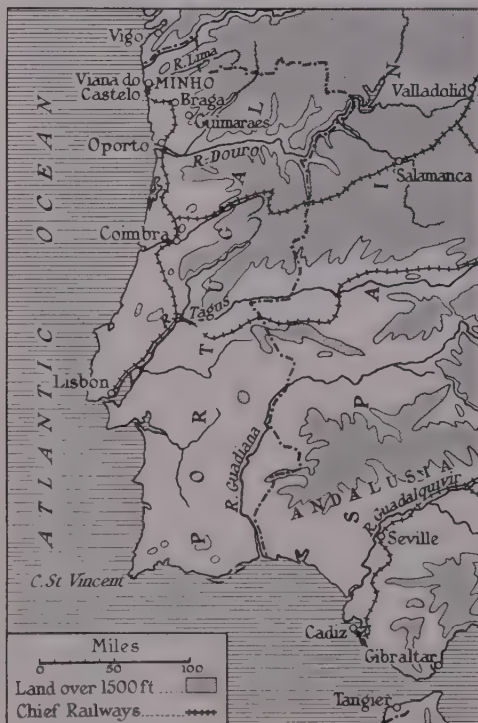 Vigo
R. Lima
Viana do
Castelo
MINHO
Braga
Guimaraes
Valladolid
Oporto
R. Douro
Salamanca
Coimbra
R. Tagus
Lisbon
ATLANTIC OCEAN
PORTUGAL
SPAIN
R. Guadiana
ANDALUSIA
R. Guadalquivir
Seville
C. St Vincent
Cadiz
Gibraltar
Tangier
Miles
0 50 100
Land over 1500 ft
Chief Railways